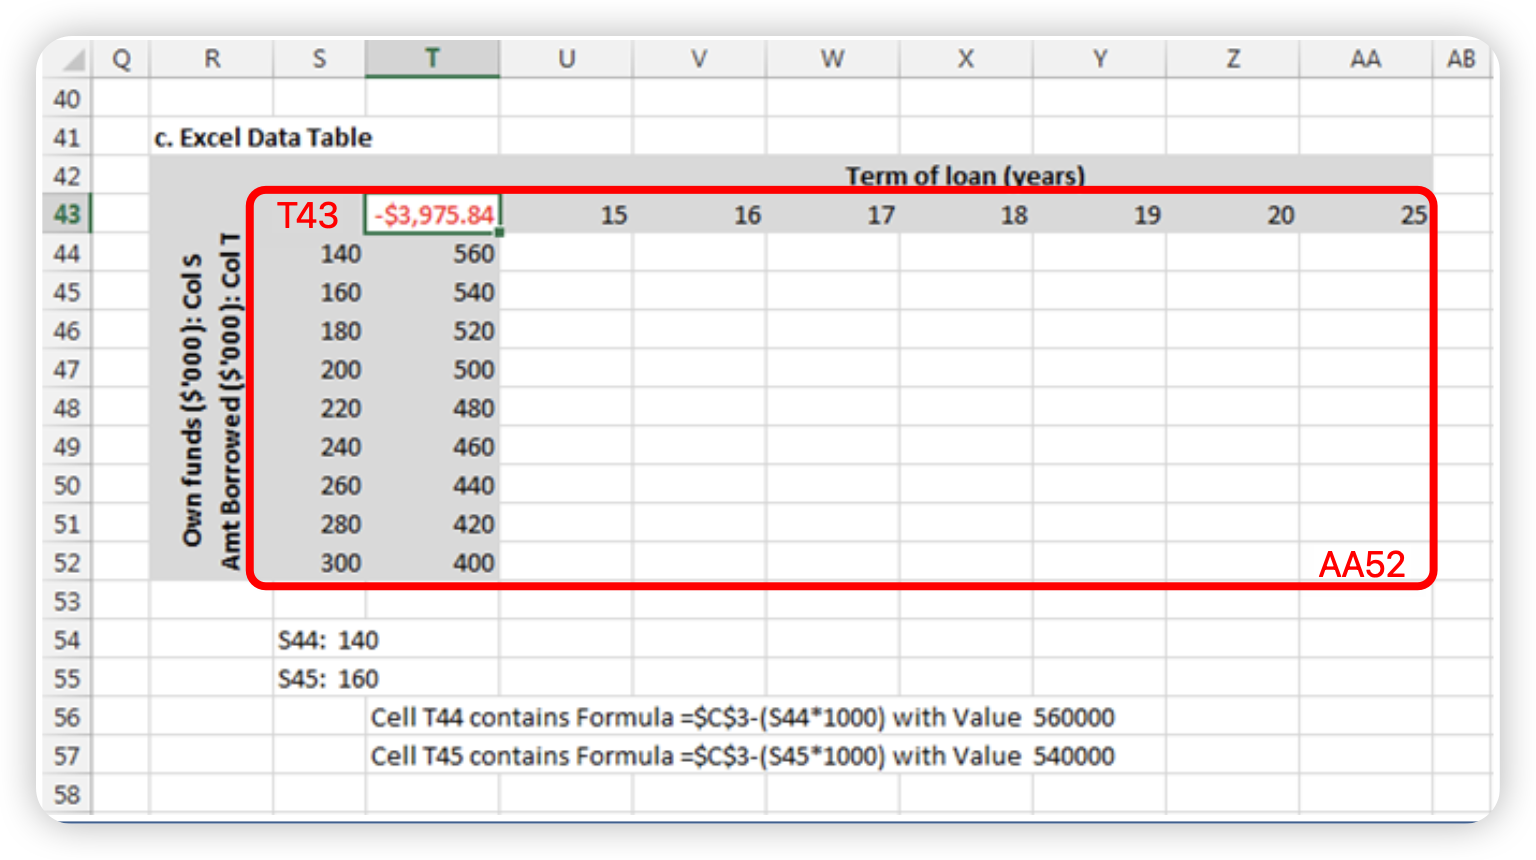 Q R S T U V W X Y Z AA AB
40
41 c. Excel Data Table
42 Term of loan (years)
43 T43 -$3,975.84 15 16 17 18 19 20 25
Own funds ($'000): Col S
Amt Borrowed ($'000): Col T
44 140 560
45 160 540
46 180 520
47 200 500
48 220 480
49 240 460
50 260 440
51 280 420
52 300 400 AA52
53
54 S44: 140
55 S45: 160
56 Cell T44 contains Formula =$C$3-(S44*1000) with Value 560000
57 Cell T45 contains Formula =$C$3-(S45*1000) with Value 540000
58